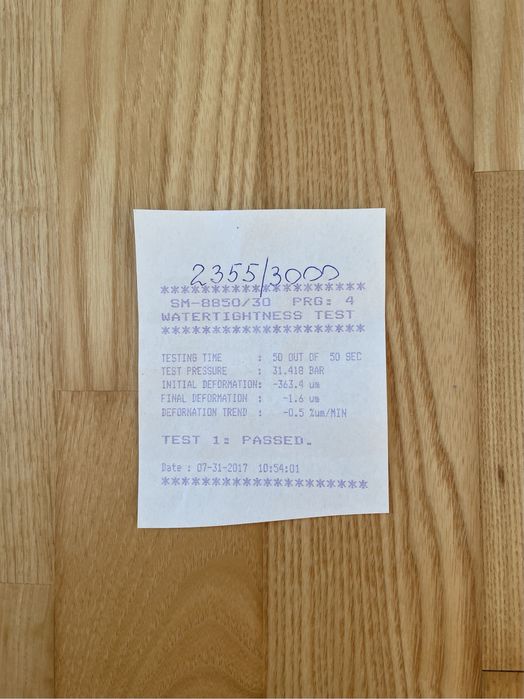 2355/3000
********************
SM-8850/30 PRG: 4
WATERTIGHTNESS TEST
********************
TESTING TIME : 50 OUT OF 50 SEC
TEST PRESSURE : 31.418 BAR
INITIAL DEFORMATION: -363.4 um
FINAL DEFORMATION : -1.6 um
DEFORNATION TREND : -0.5 %um/MIN
TEST 1: PASSED.
Date : 07-31-2017 10:54:01
********************